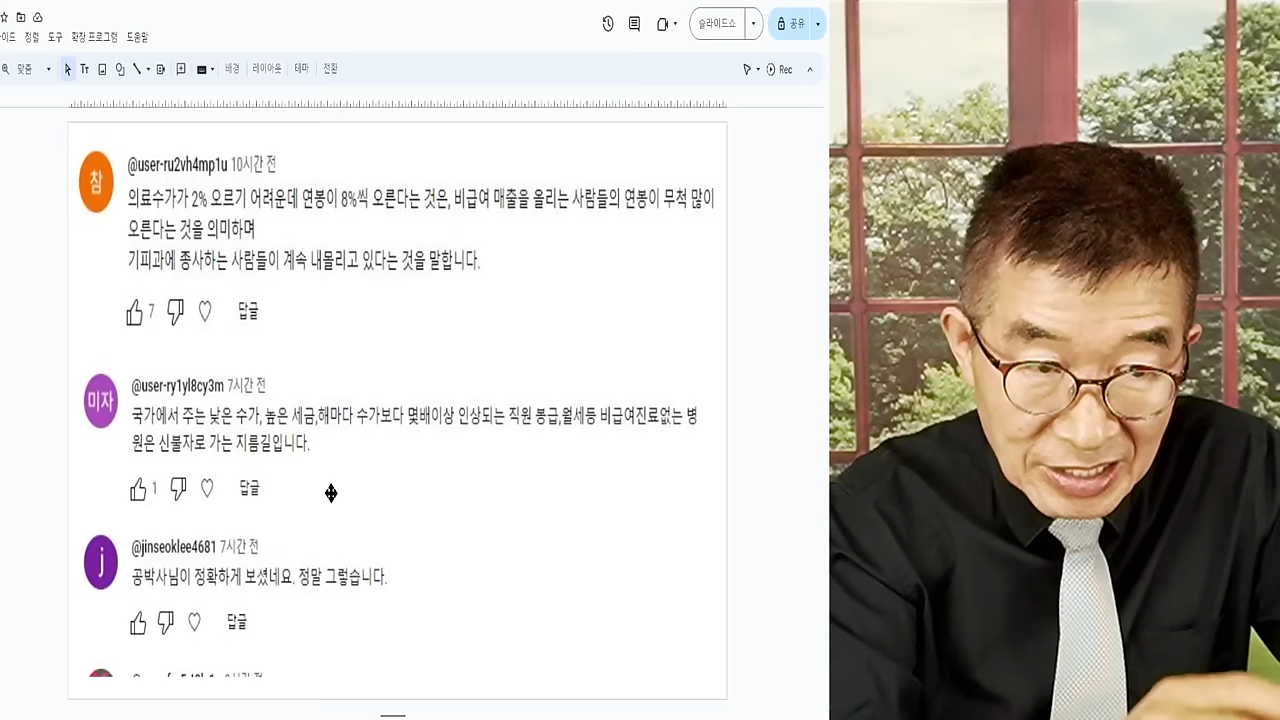 이드 정렬 도구 확장 프로그램 도움말
슬라이드쇼
공유
맞춤
Tт
배경 레이아웃 테마 전환
Rec
참
@user-ru2vh4mp1u 10시간 전
의료수가가 2% 오르기 어려운데 연봉이 8%씩 오른다는 것은, 비급여 매출을 올리는 사람들의 연봉이 무척 많이
오른다는 것을 의미하며
기피과에 종사하는 사람들이 계속 내몰리고 있다는 것을 말합니다.
7 답글
미자
@user-ry1yl8cy3m 7시간 전
국가에서 주는 낮은 수가, 높은 세금,해마다 수가보다 몇배이상 인상되는 직원 봉급,월세등 비급여진료없는 병
원은 신불자로 가는 지름길입니다.
1 답글
j
@jinseoklee4681 7시간 전
공박사님이 정확하게 보셨네요. 정말 그렇습니다.
답글